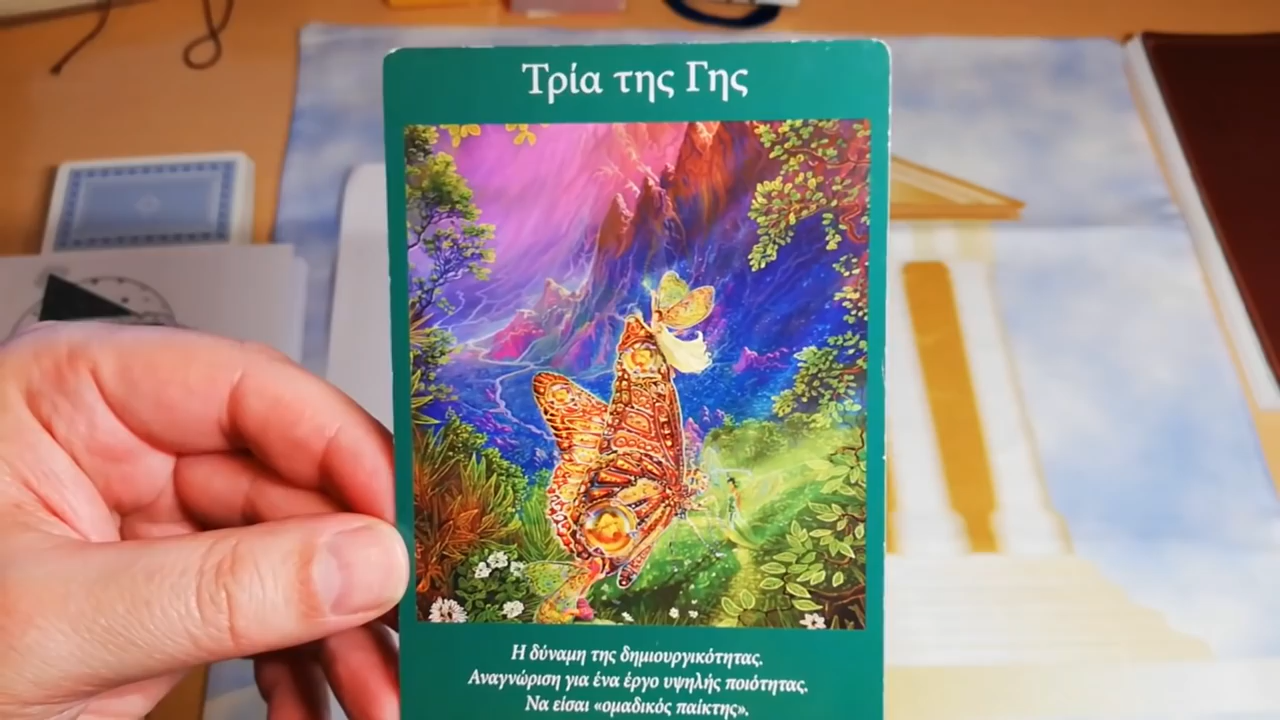 Τρία της Γης
Η δύναμη της δημιουργικότητας.
Αναγνώριση για ένα έργο υψηλής ποιότητας.
Να είσαι «ομαδικός παίκτης».